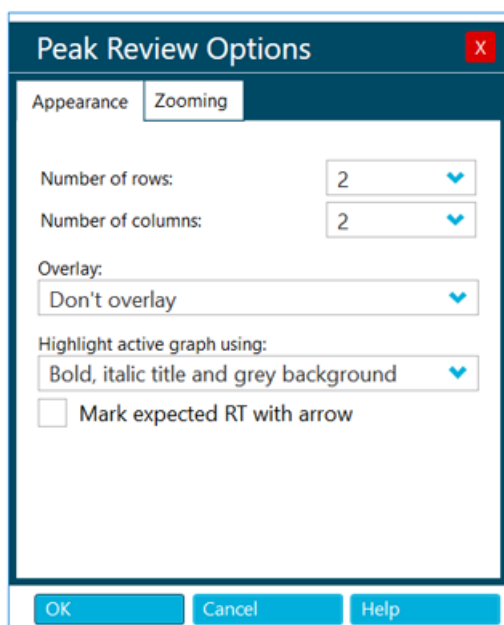 Peak Review Options X
Appearance Zooming
Number of rows: 2
Number of columns: 2
Overlay:
Don't overlay
Highlight active graph using:
Bold, italic title and grey background
Mark expected RT with arrow
OK Cancel Help